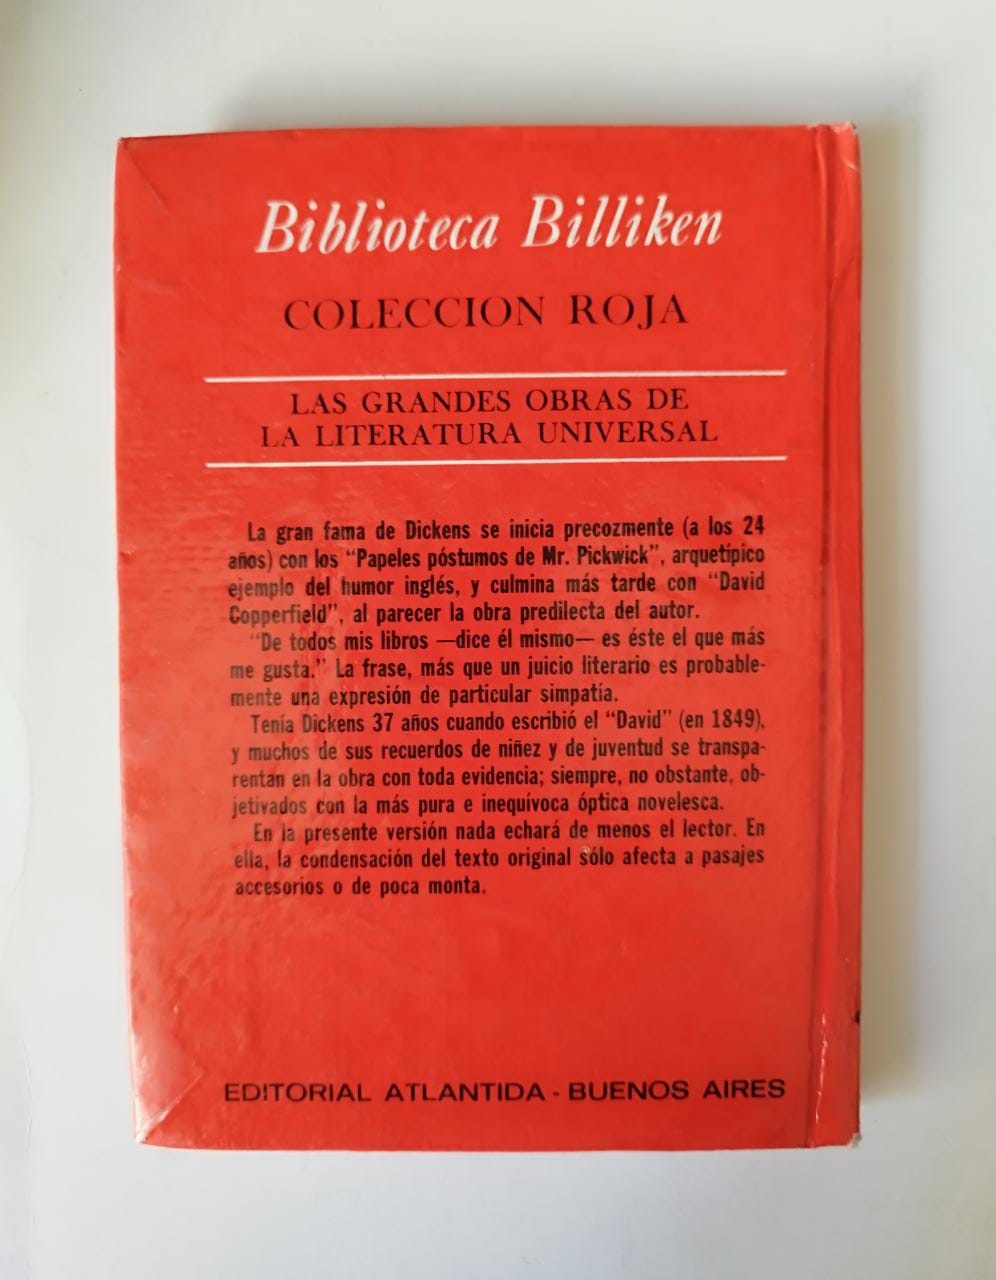 Biblioteca Billiken
COLECCION ROJA
LAS GRANDES OBRAS DE
LA LITERATURA UNIVERSAL
La gran fama de Dickens se inicia precozmente (a los 24
años) con los "Papeles póstumos de Mr. Pickwick", arquetípico
ejemplo del humor inglés, y culmina más tarde con "David
Copperfield", al parecer la obra predilecta del autor.
"De todos mis libros —dice él mismo— es éste el que más
me gusta." La frase, más que un juicio literario es probable-
mente una expresión de particular simpatía.
Tenía Dickens 37 años cuando escribió el "David" (en 1849),
y muchos de sus recuerdos de niñez y de juventud se transpa-
rentan en la obra con toda evidencia; siempre, no obstante, ob-
jetivados con la más pura e inequívoca óptica novelesca.
En la presente versión nada echará de menos el lector. En
ella, la condensación del texto original sólo afecta a pasajes
accesorios o de poca monta.
EDITORIAL ATLANTIDA - BUENOS AIRES